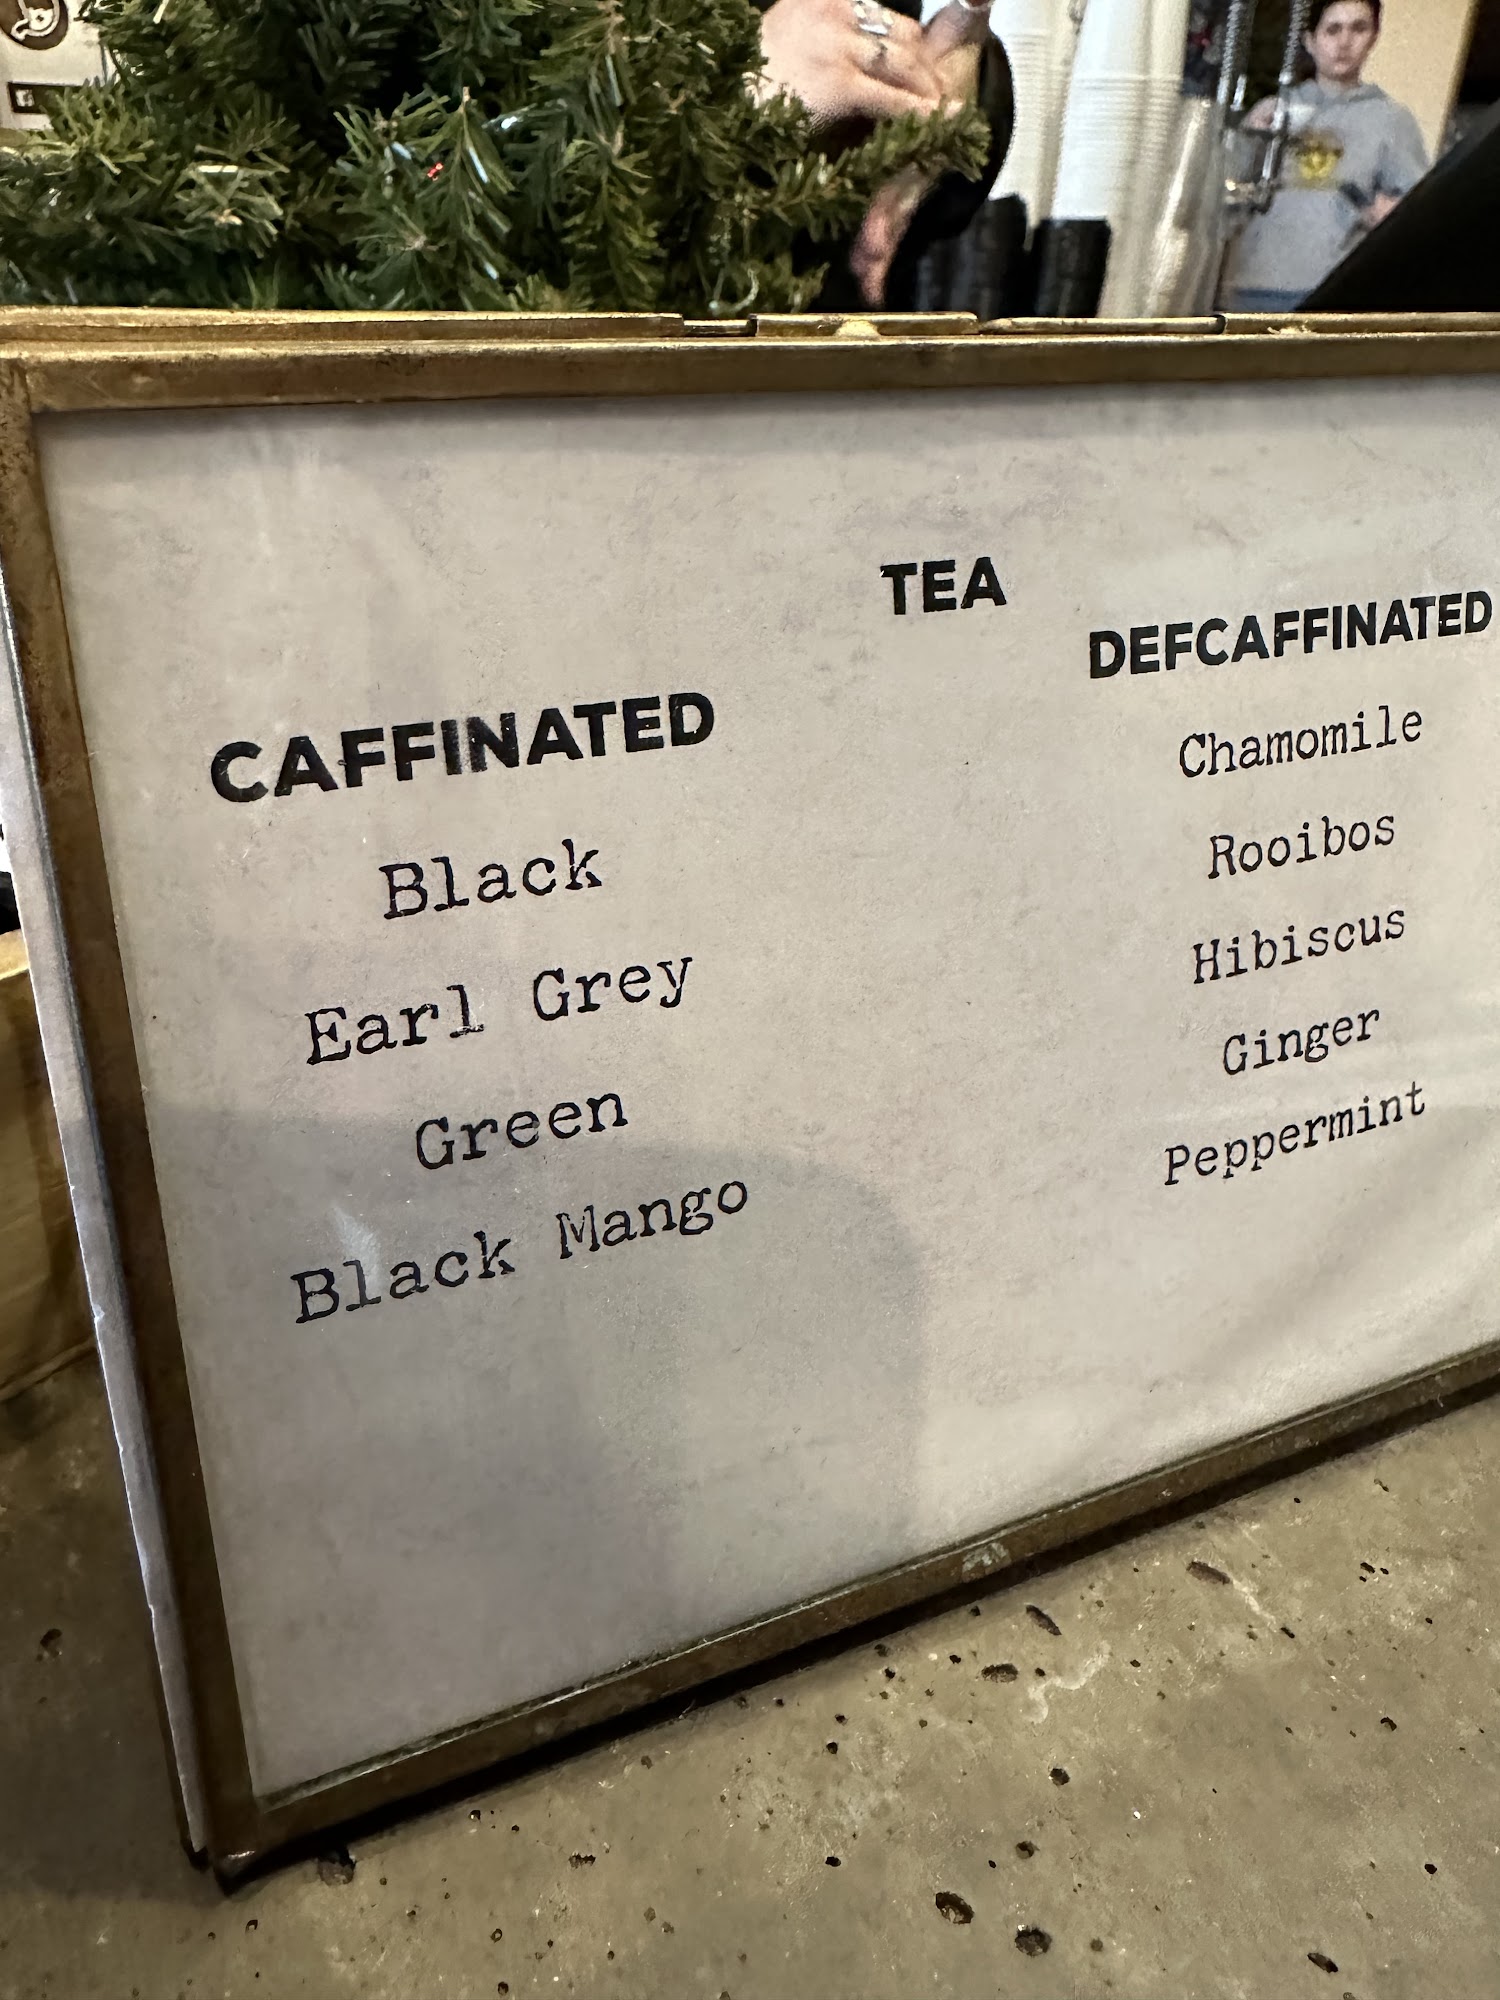 TEA
CAFFINATED
Black
Earl Grey
Green
Black Mango
DEFCAFFINATED
Chamomile
Rooibos
Hibiscus
Ginger
Peppermint